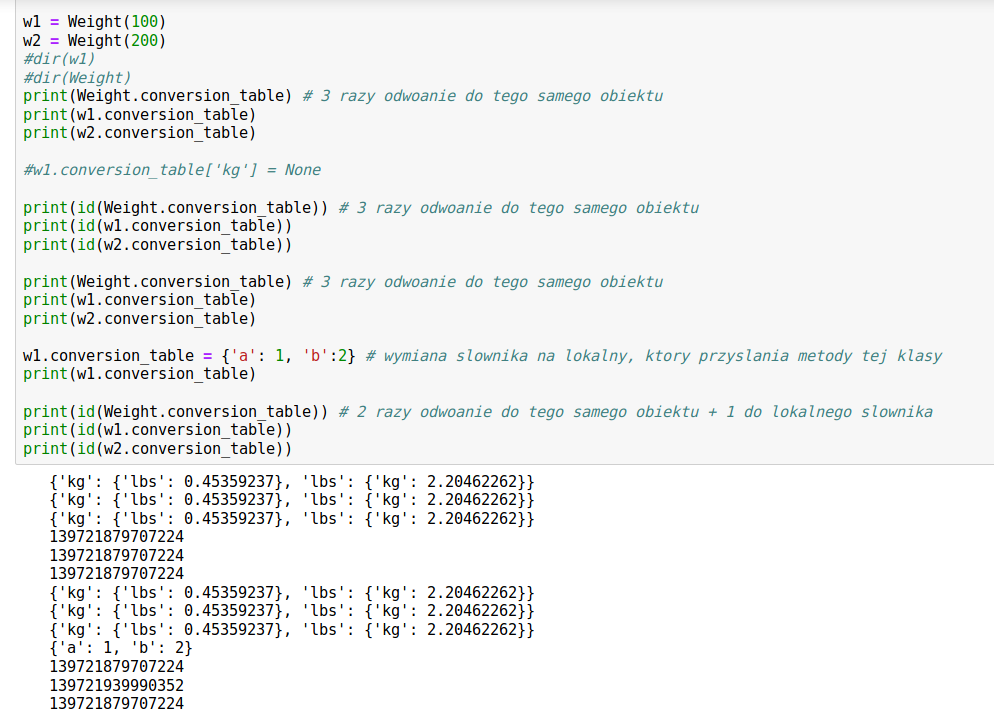 w1 = Weight(100)
w2 = Weight(200)
#dir(w1)
#dir(Weight)
print(Weight.conversion_table) # 3 razy odwoanie do tego samego obiektu
print(w1.conversion_table)
print(w2.conversion_table)
#w1.conversion_table['kg'] = None
print(id(Weight.conversion_table)) # 3 razy odwoanie do tego samego obiektu
print(id(w1.conversion_table))
print(id(w2.conversion_table))
print(Weight.conversion_table) # 3 razy odwoanie do tego samego obiektu
print(w1.conversion_table)
print(w2.conversion_table)
w1.conversion_table = {'a': 1, 'b':2} # wymiana slownika na lokalny, ktory przyslania metody tej klasy
print(w1.conversion_table)
print(id(Weight.conversion_table)) # 2 razy odwoanie do tego samego obiektu + 1 do lokalnego slownika
print(id(w1.conversion_table))
print(id(w2.conversion_table))
{'kg': {'lbs': 0.45359237}, 'lbs': {'kg': 2.20462262}}
{'kg': {'lbs': 0.45359237}, 'lbs': {'kg': 2.20462262}}
{'kg': {'lbs': 0.45359237}, 'lbs': {'kg': 2.20462262}}
139721879707224
139721879707224
139721879707224
{'kg': {'lbs': 0.45359237}, 'lbs': {'kg': 2.20462262}}
{'kg': {'lbs': 0.45359237}, 'lbs': {'kg': 2.20462262}}
{'kg': {'lbs': 0.45359237}, 'lbs': {'kg': 2.20462262}}
{'a': 1, 'b': 2}
139721879707224
139721939990352
139721879707224